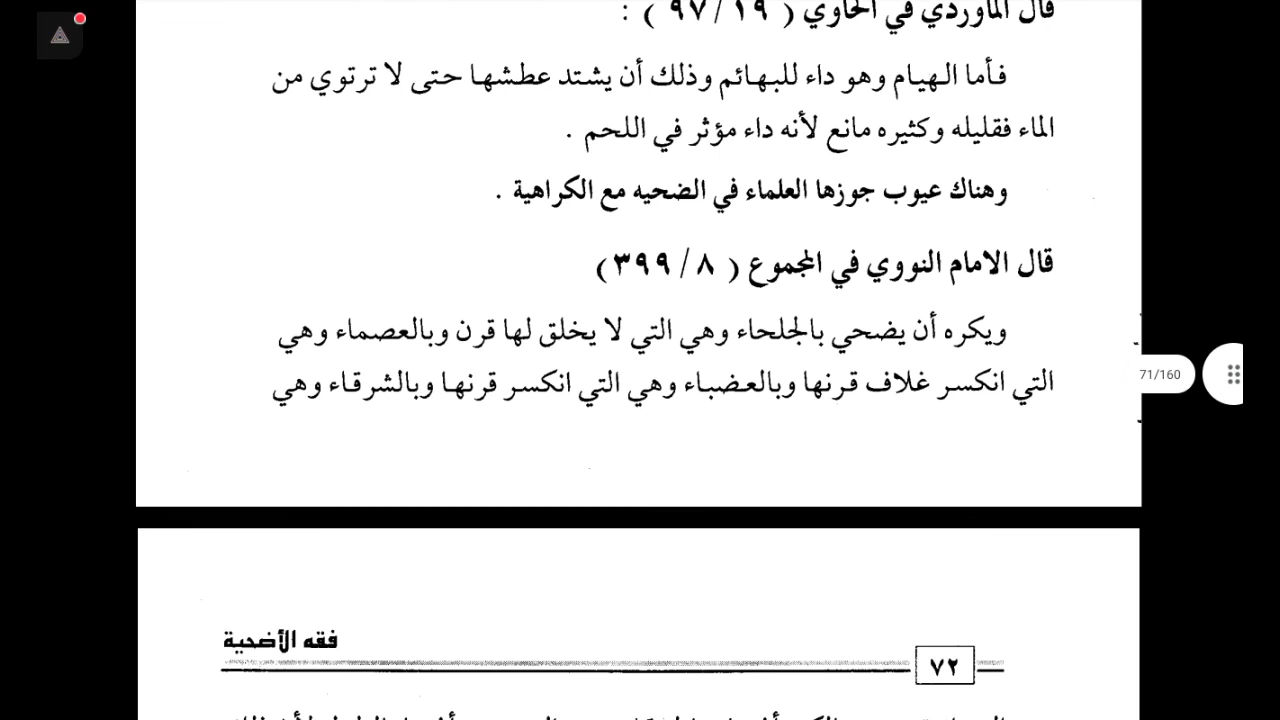 قال الماوردي في الحاوي ( ١٩ / ٩٧ ) :
فأما الهيام وهو داء للبهائم وذلك أن يشتد عطشها حتى لا ترتوي من
الماء فقليله وكثيره مانع لأنه داء مؤثر في اللحم .
وهناك عيوب جوزها العلماء في الضحيه مع الكراهية .
قال الامام النووي في المجموع ( ٨ / ٣٩٩ )
ويكره أن يضحي بالجلحاء وهي التي لا يخلق لها قرن وبالعصماء وهي
التي انكسر غلاف قرنها وبالعضباء وهي التي انكسر قرنها وبالشرقاء وهي
71/160
فقه الأضحية
٧٢